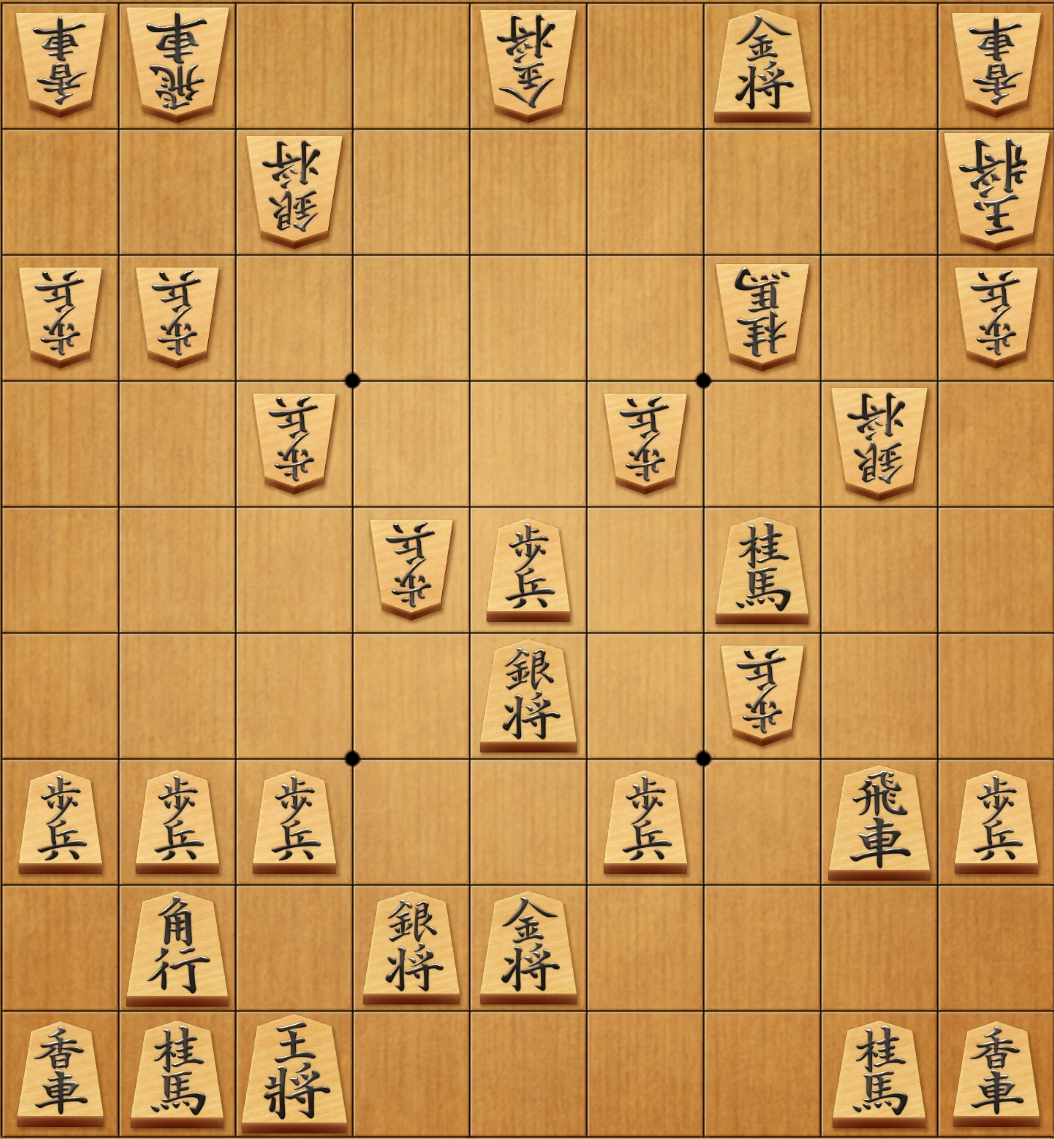 香車 飛車 金将 金将 香車
銀将 玉将
歩兵 歩兵 桂馬 歩兵
歩兵 歩兵 銀将
歩兵 歩兵 桂馬
銀将 歩兵
歩兵 歩兵 歩兵 歩兵 飛車 歩兵
角行 銀将 金将
香車 桂馬 王将 桂馬 香車